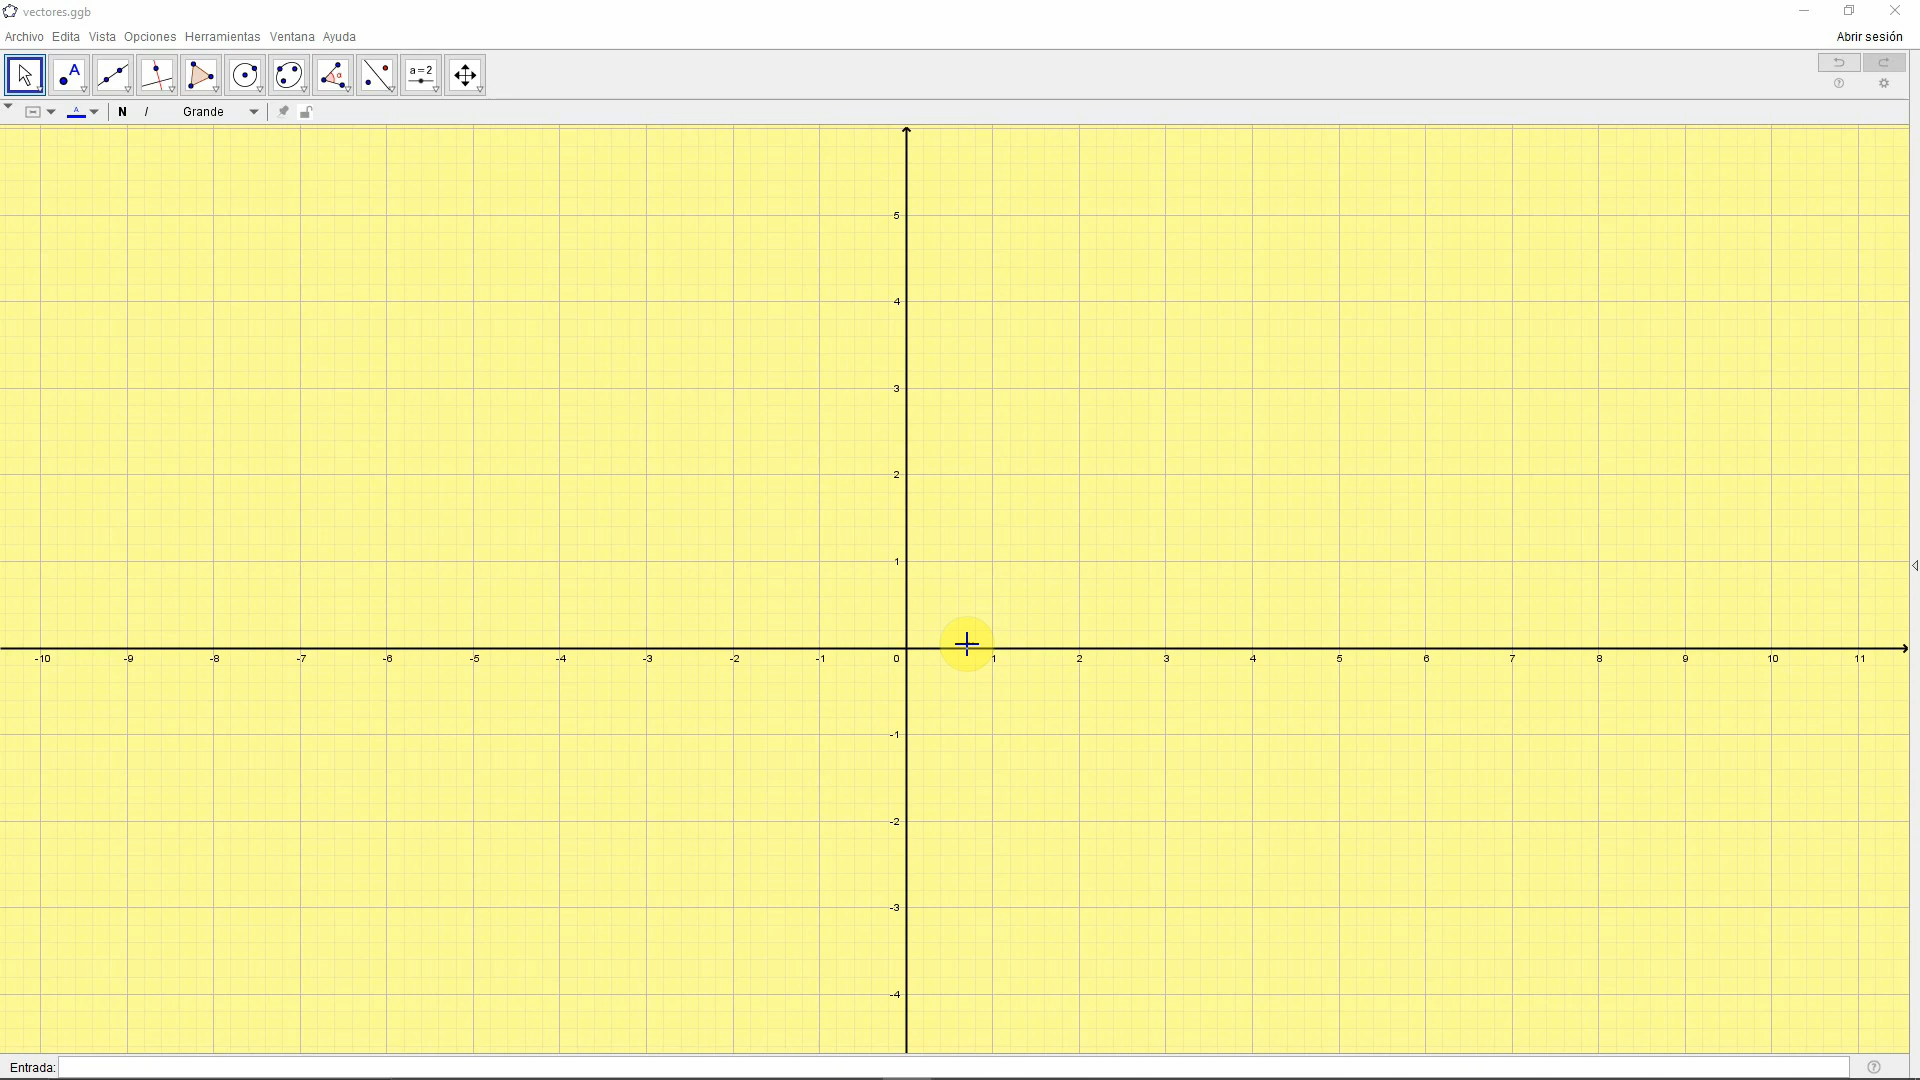 vectores.ggb
Archivo Edita Vista Opciones Herramientas Ventana Ayuda
Abrir sesión
A
α
a=2
A N I Grande
5
4
3
2
1
-10 -9 -8 -7 -6 -5 -4 -3 -2 -1 0 1 2 3 4 5 6 7 8 9 10 11
-1
-2
-3
-4
Entrada: